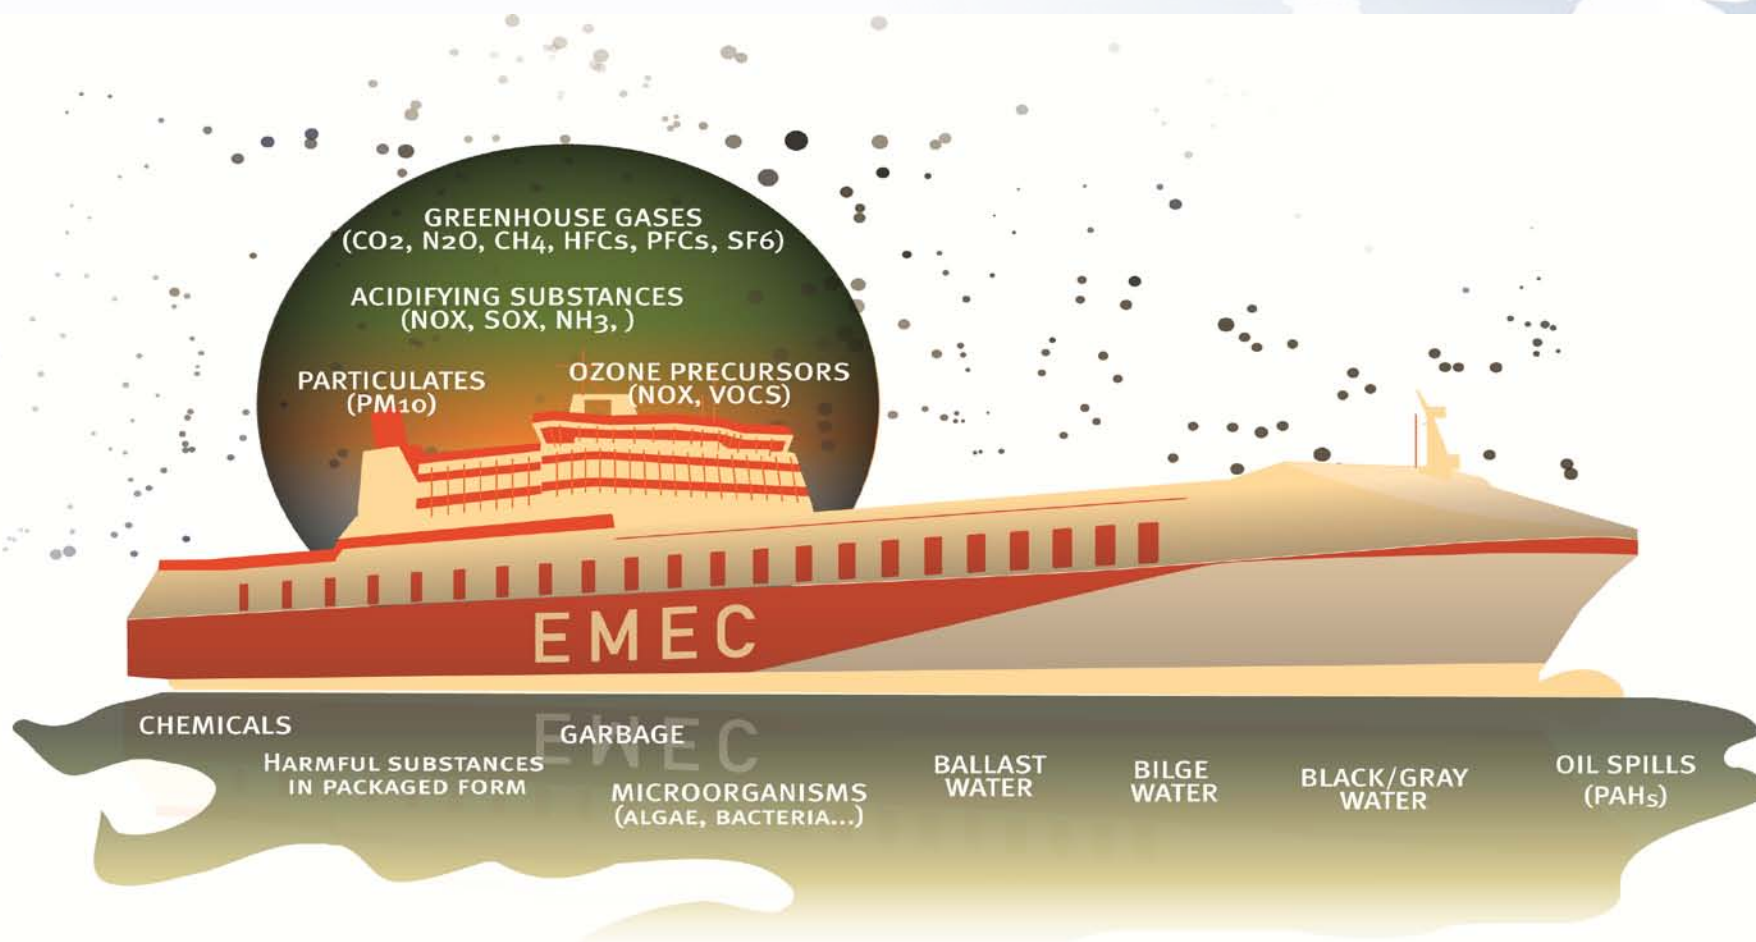 GREENHOUSE GASES
(CO2, N2O, CH4, HFCs, PFCs, SF6)
ACIDIFYING SUBSTANCES
(NOX, SOX, NH3, )
PARTICULATES
(PM10)
OZONE PRECURSORS
(NOX, VOCS)
EMEC
EMEC
CHEMICALS
HARMFUL SUBSTANCES
IN PACKAGED FORM
GARBAGE
MICROORGANISMS
(ALGAE, BACTERIA...)
BALLAST
WATER
BILGE
WATER
BLACK/GRAY
WATER
OIL SPILLS
(PAHs)